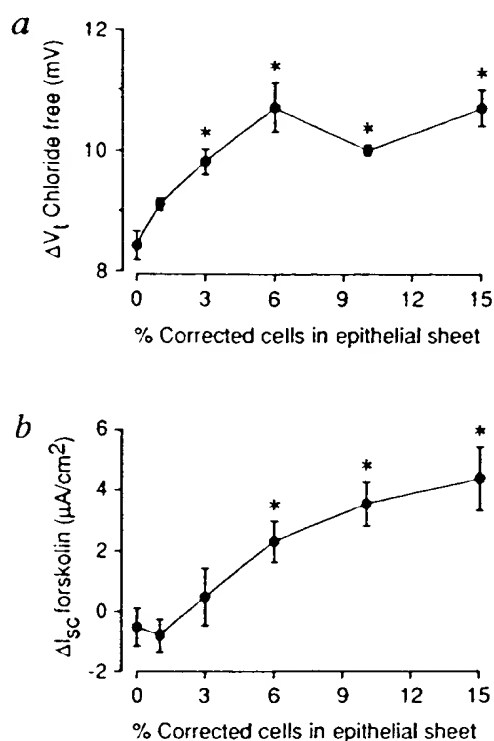 a
ΔVt Chloride free (mV)
12
10
8
*
*
*
*
0 3 6 9 12 15
% Corrected cells in epithelial sheet
b
ΔISC forskolin (μA/cm2)
6
4
2
0
-2
*
*
*
0 3 6 9 12 15
% Corrected cells in epithelial sheet